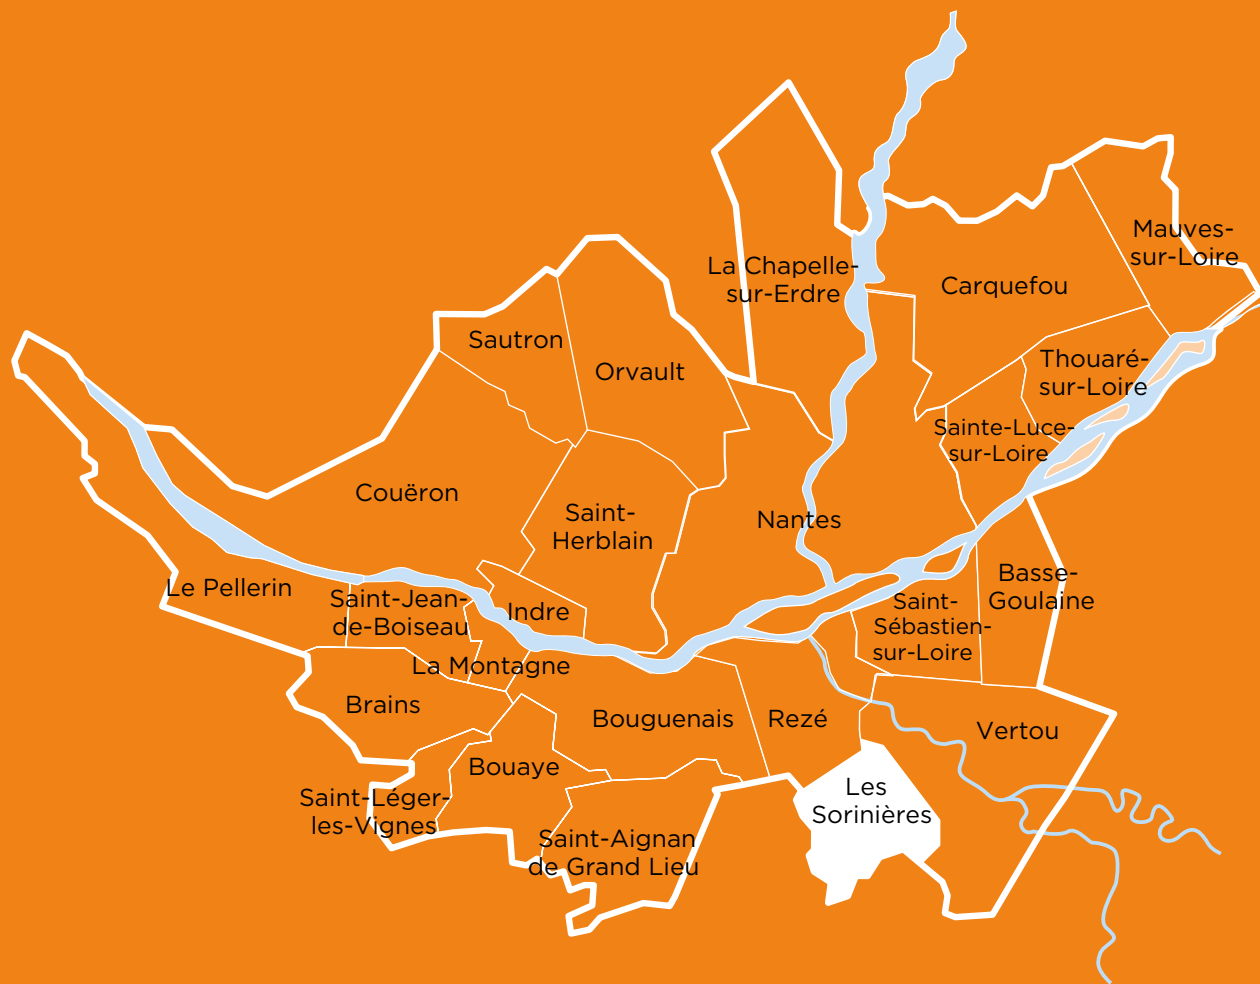 Mauves-
sur-Loire
La Chapelle-
sur-Erdre
Carquefou
Sautron
Orvault
Thouaré-
sur-Loire
Sainte-Luce-
sur-Loire
Couëron
Saint-
Herblain
Nantes
Le Pellerin
Saint-Jean-
de-Boiseau
Indre
Basse-
Goulaine
Saint-
Sébastien-
sur-Loire
La Montagne
Brains
Bouguenais
Rezé
Vertou
Bouaye
Saint-Léger-
les-Vignes
Les
Sorinières
Saint-Aignan
de Grand Lieu